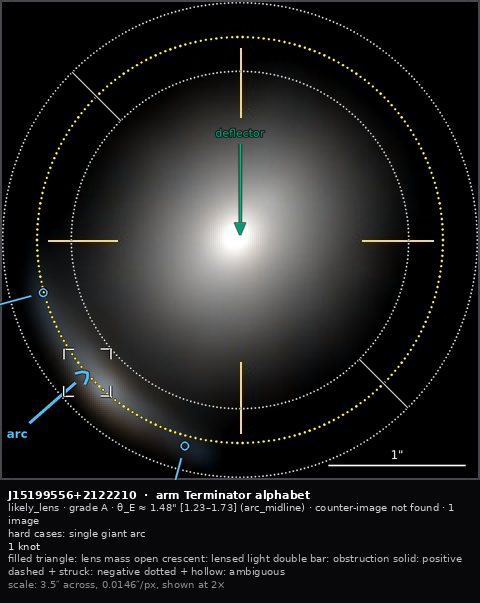 deflector
arc
1"
J15199556+2122210 · arm Terminator alphabet
likely_lens · grade A · θ_E ≈ 1.48" [1.23–1.73] (arc_midline) · counter-image not found · 1
image
hard cases: single giant arc
1 knot
filled triangle: lens mass open crescent: lensed light double bar: obstruction solid: positive
dashed + struck: negative dotted + hollow: ambiguous
scale: 3.5″ across, 0.0146″/px, shown at 2×